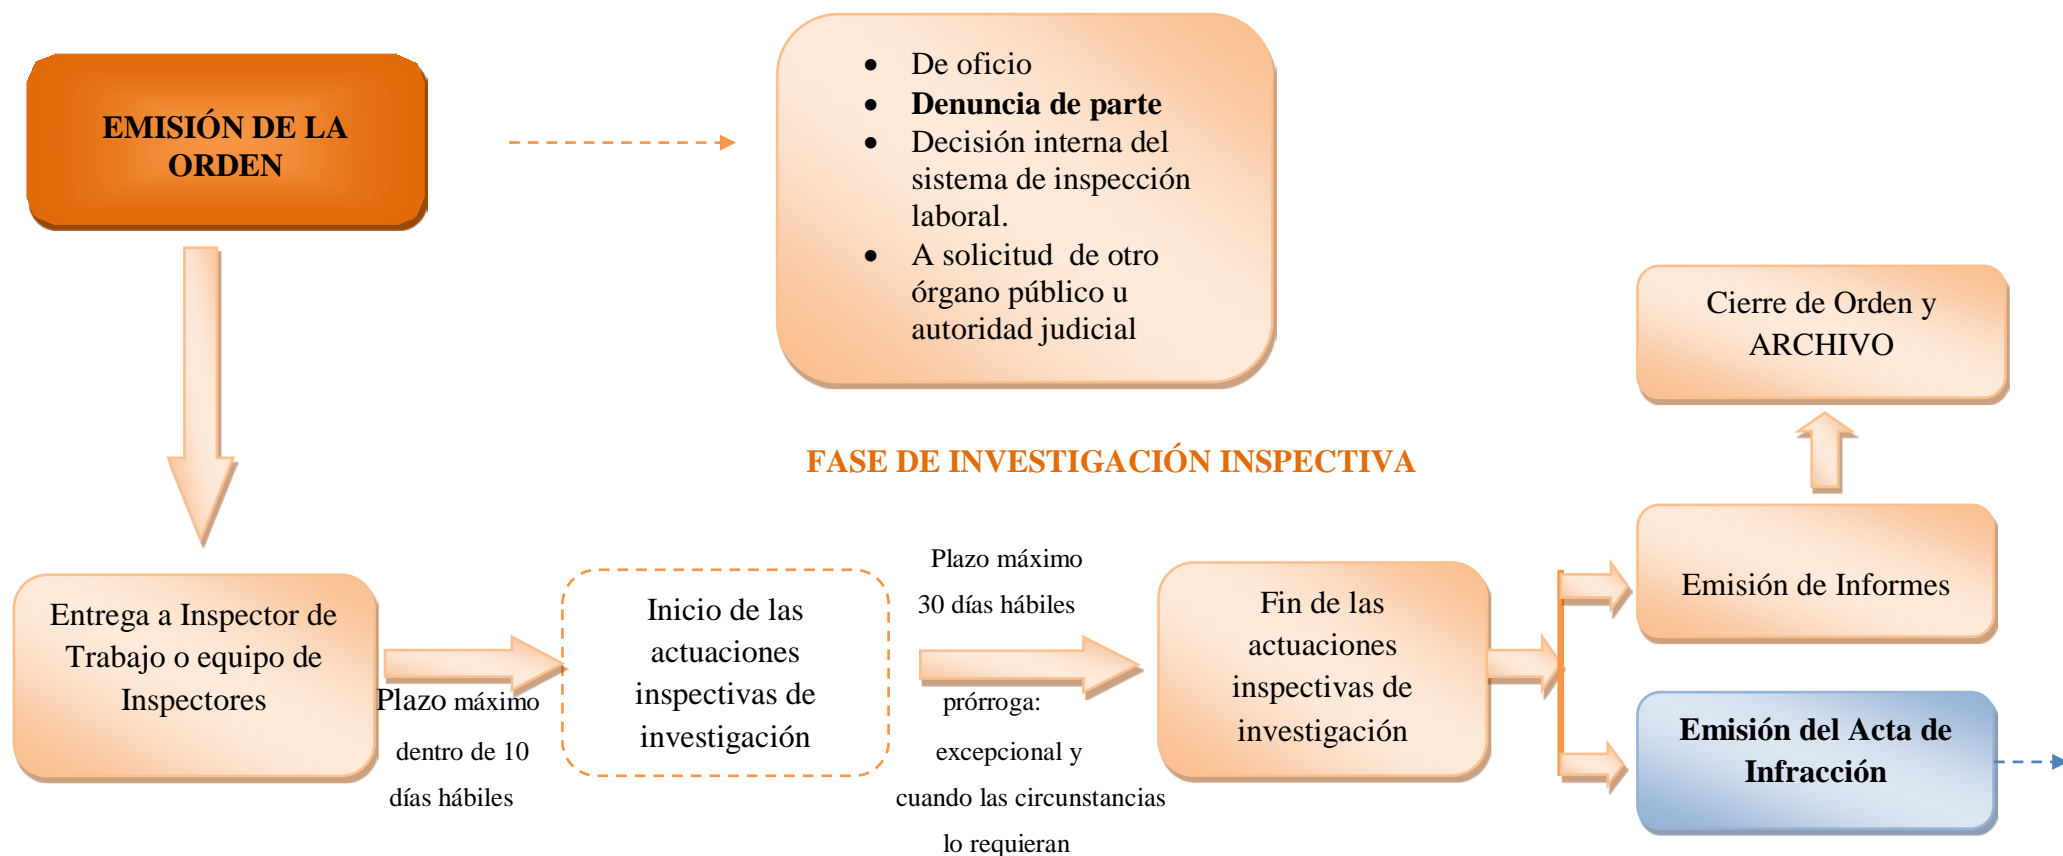 EMISIÓN DE LA
ORDEN
• De oficio
• Denuncia de parte
• Decisión interna del
sistema de inspección
laboral.
• A solicitud de otro
órgano público u
autoridad judicial
Cierre de Orden y
ARCHIVO
FASE DE INVESTIGACIÓN INSPECTIVA
Entrega a Inspector de
Trabajo o equipo de
Inspectores
Plazo máximo
dentro de 10
días hábiles
Inicio de las
actuaciones
inspectivas de
investigación
Plazo máximo
30 días hábiles
prórroga:
excepcional y
cuando las circunstancias
lo requieran
Fin de las
actuaciones
inspectivas de
investigación
Emisión de Informes
Emisión del Acta de
Infracción